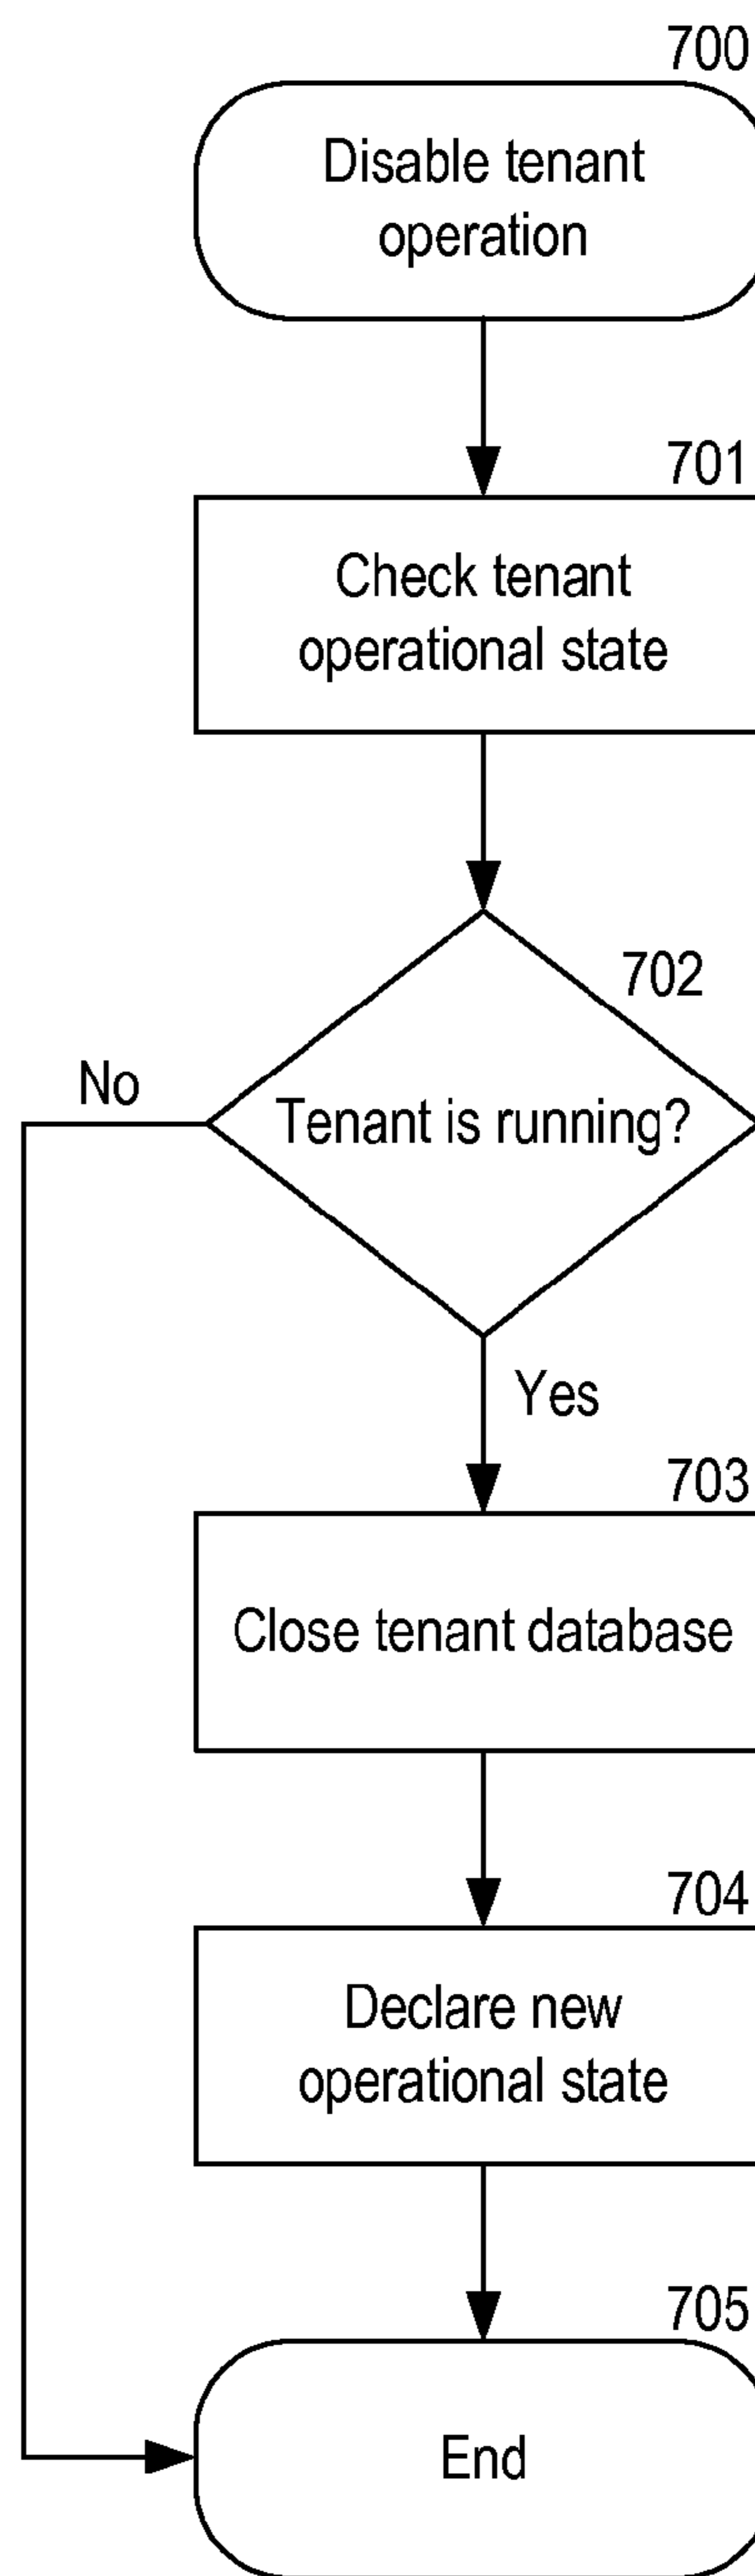 700
Disable tenant
operation
701
Check tenant
operational state
702
No
Tenant is running?
Yes
703
Close tenant database
704
Declare new
operational state
705
End